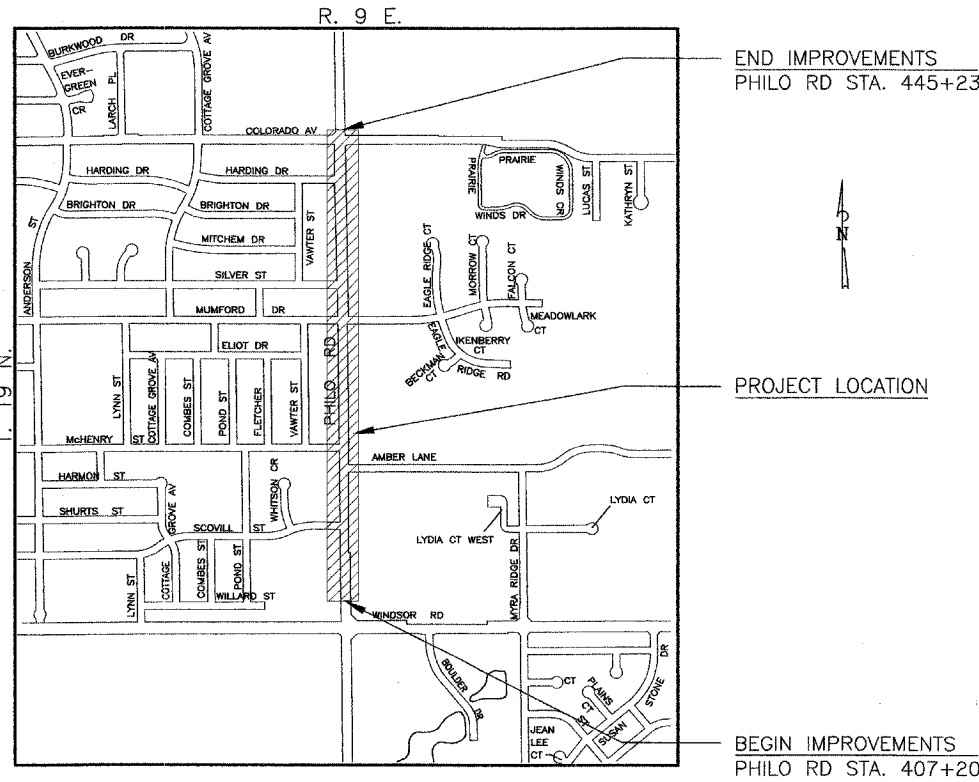 R. 9 E.
T. 19 N.
BURKWOOD DR
EVER-
GREEN
CR
LARCH PL
COTTAGE GROVE AV
COLORADO AV
HARDING DR
HARDING DR
BRIGHTON DR
BRIGHTON DR
MITCHEM DR
VAWTER ST
SILVER ST
ANDERSON ST
MUMFORD DR
ELIOT DR
LYNN ST
COTTAGE GROVE AV
COMBES ST
POND ST
FLETCHER
VAWTER ST
PHILO RD
McHENRY ST
HARMON ST
SHURTS ST
COTTAGE GROVE AV
SCOVILL ST
WHITSON CR
LYNN ST
COMBES ST
POND ST
WILLARD ST
WINDSOR RD
PRAIRIE
PRAIRIE
WINDS CR
WINDS DR
LUCAS ST
KATHRYN ST
EAGLE RIDGE CT
MORROW CT
FALCON CT
MEADOWLARK
CT
IKENBERRY
CT
EAGLE
RIDGE RD
BECKMAN
CT
AMBER LANE
LYDIA CT
LYDIA CT WEST
MYRA RIDGE DR
BOULDER
DR
CT
PLAINS
CT
STONE DR
SUSAN
ST
JEAN
LEE
CT
END IMPROVEMENTS
PHILO RD STA. 445+23
N
PROJECT LOCATION
BEGIN IMPROVEMENTS
PHILO RD STA. 407+20